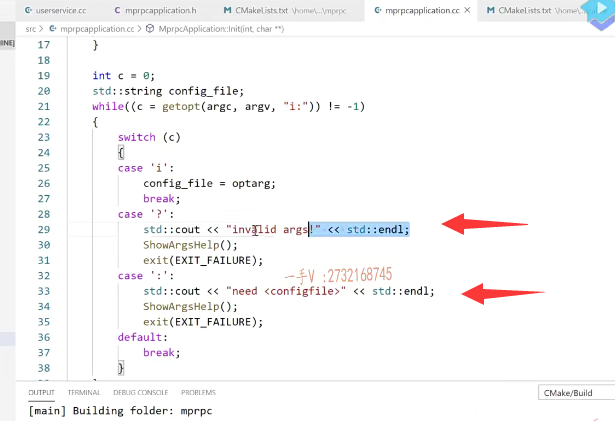 userservice.cc
mprpcapplication.h
CMakeLists.txt \home\...\mprpc
mprpcapplication.cc
CMakeLists.txt \home\...
src > mprpcapplication.cc > MprpcApplication::Init(int, char **)
17 }
18
19 int c = 0;
20 std::string config_file;
21 while((c = getopt(argc, argv, "i:")) != -1)
22 {
23 switch (c)
24 {
25 case 'i':
26 config_file = optarg;
27 break;
28 case '?':
29 std::cout << "invalid args!" << std::endl;
30 ShowArgsHelp();
31 exit(EXIT_FAILURE);
一手V :2732168745
32 case ':':
33 std::cout << "need <configfile>" << std::endl;
34 ShowArgsHelp();
35 exit(EXIT_FAILURE);
36 default:
37 break;
38 }
OUTPUT TERMINAL DEBUG CONSOLE PROBLEMS
CMake/Build
[main] Building folder: mprpc